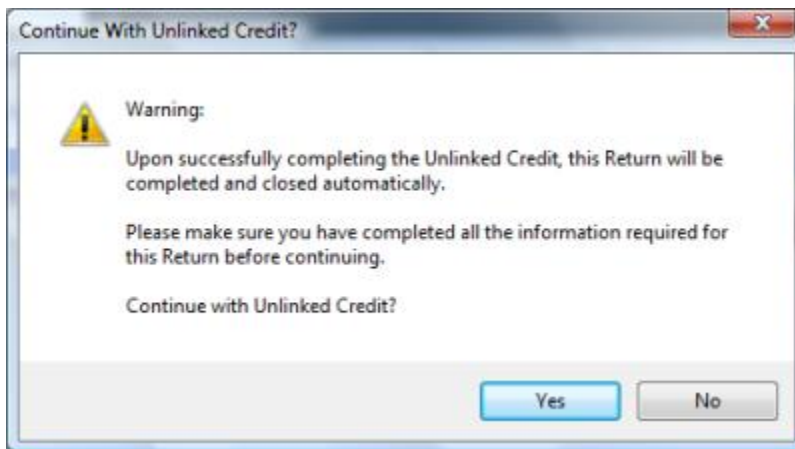 Continue With Unlinked Credit?
Warning:
Upon successfully completing the Unlinked Credit, this Return will be
completed and closed automatically.
Please make sure you have completed all the information required for
this Return before continuing.
Continue with Unlinked Credit?
Yes No